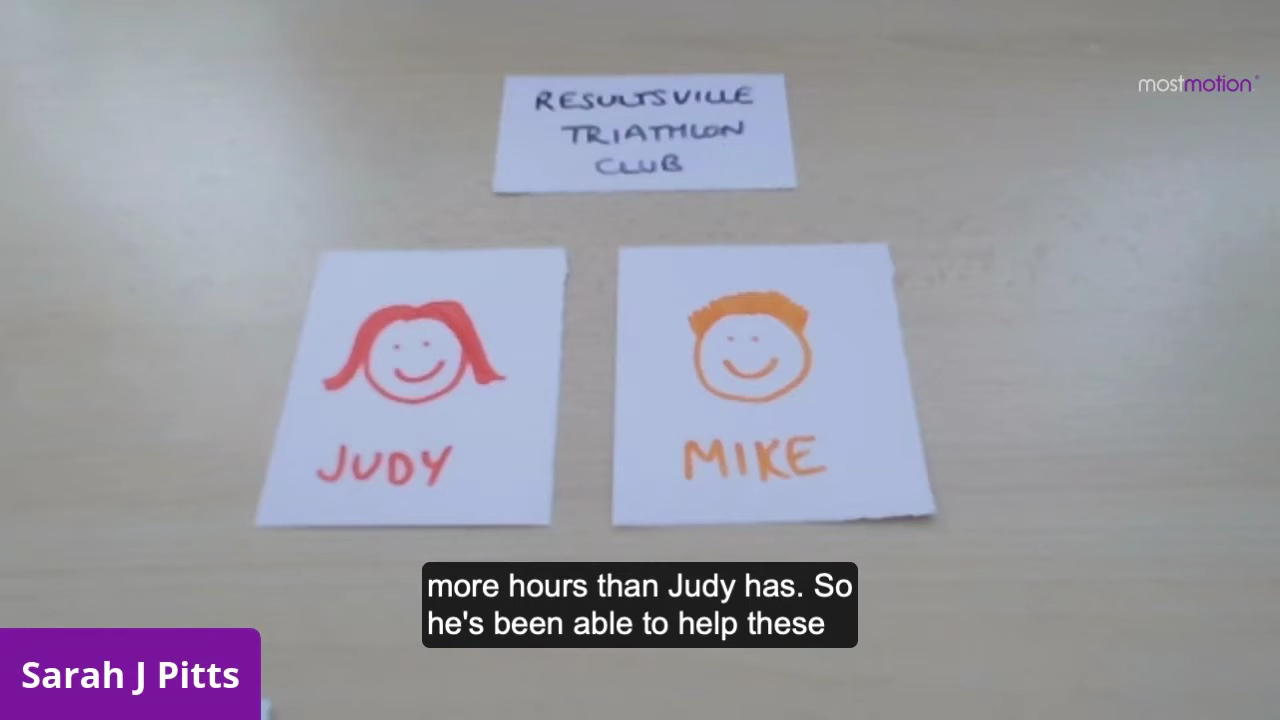 mostmotion
RESULTSVILLE
TRIATHLON
CLUB
JUDY
MIKE
more hours than Judy has. So
he's been able to help these
Sarah J Pitts